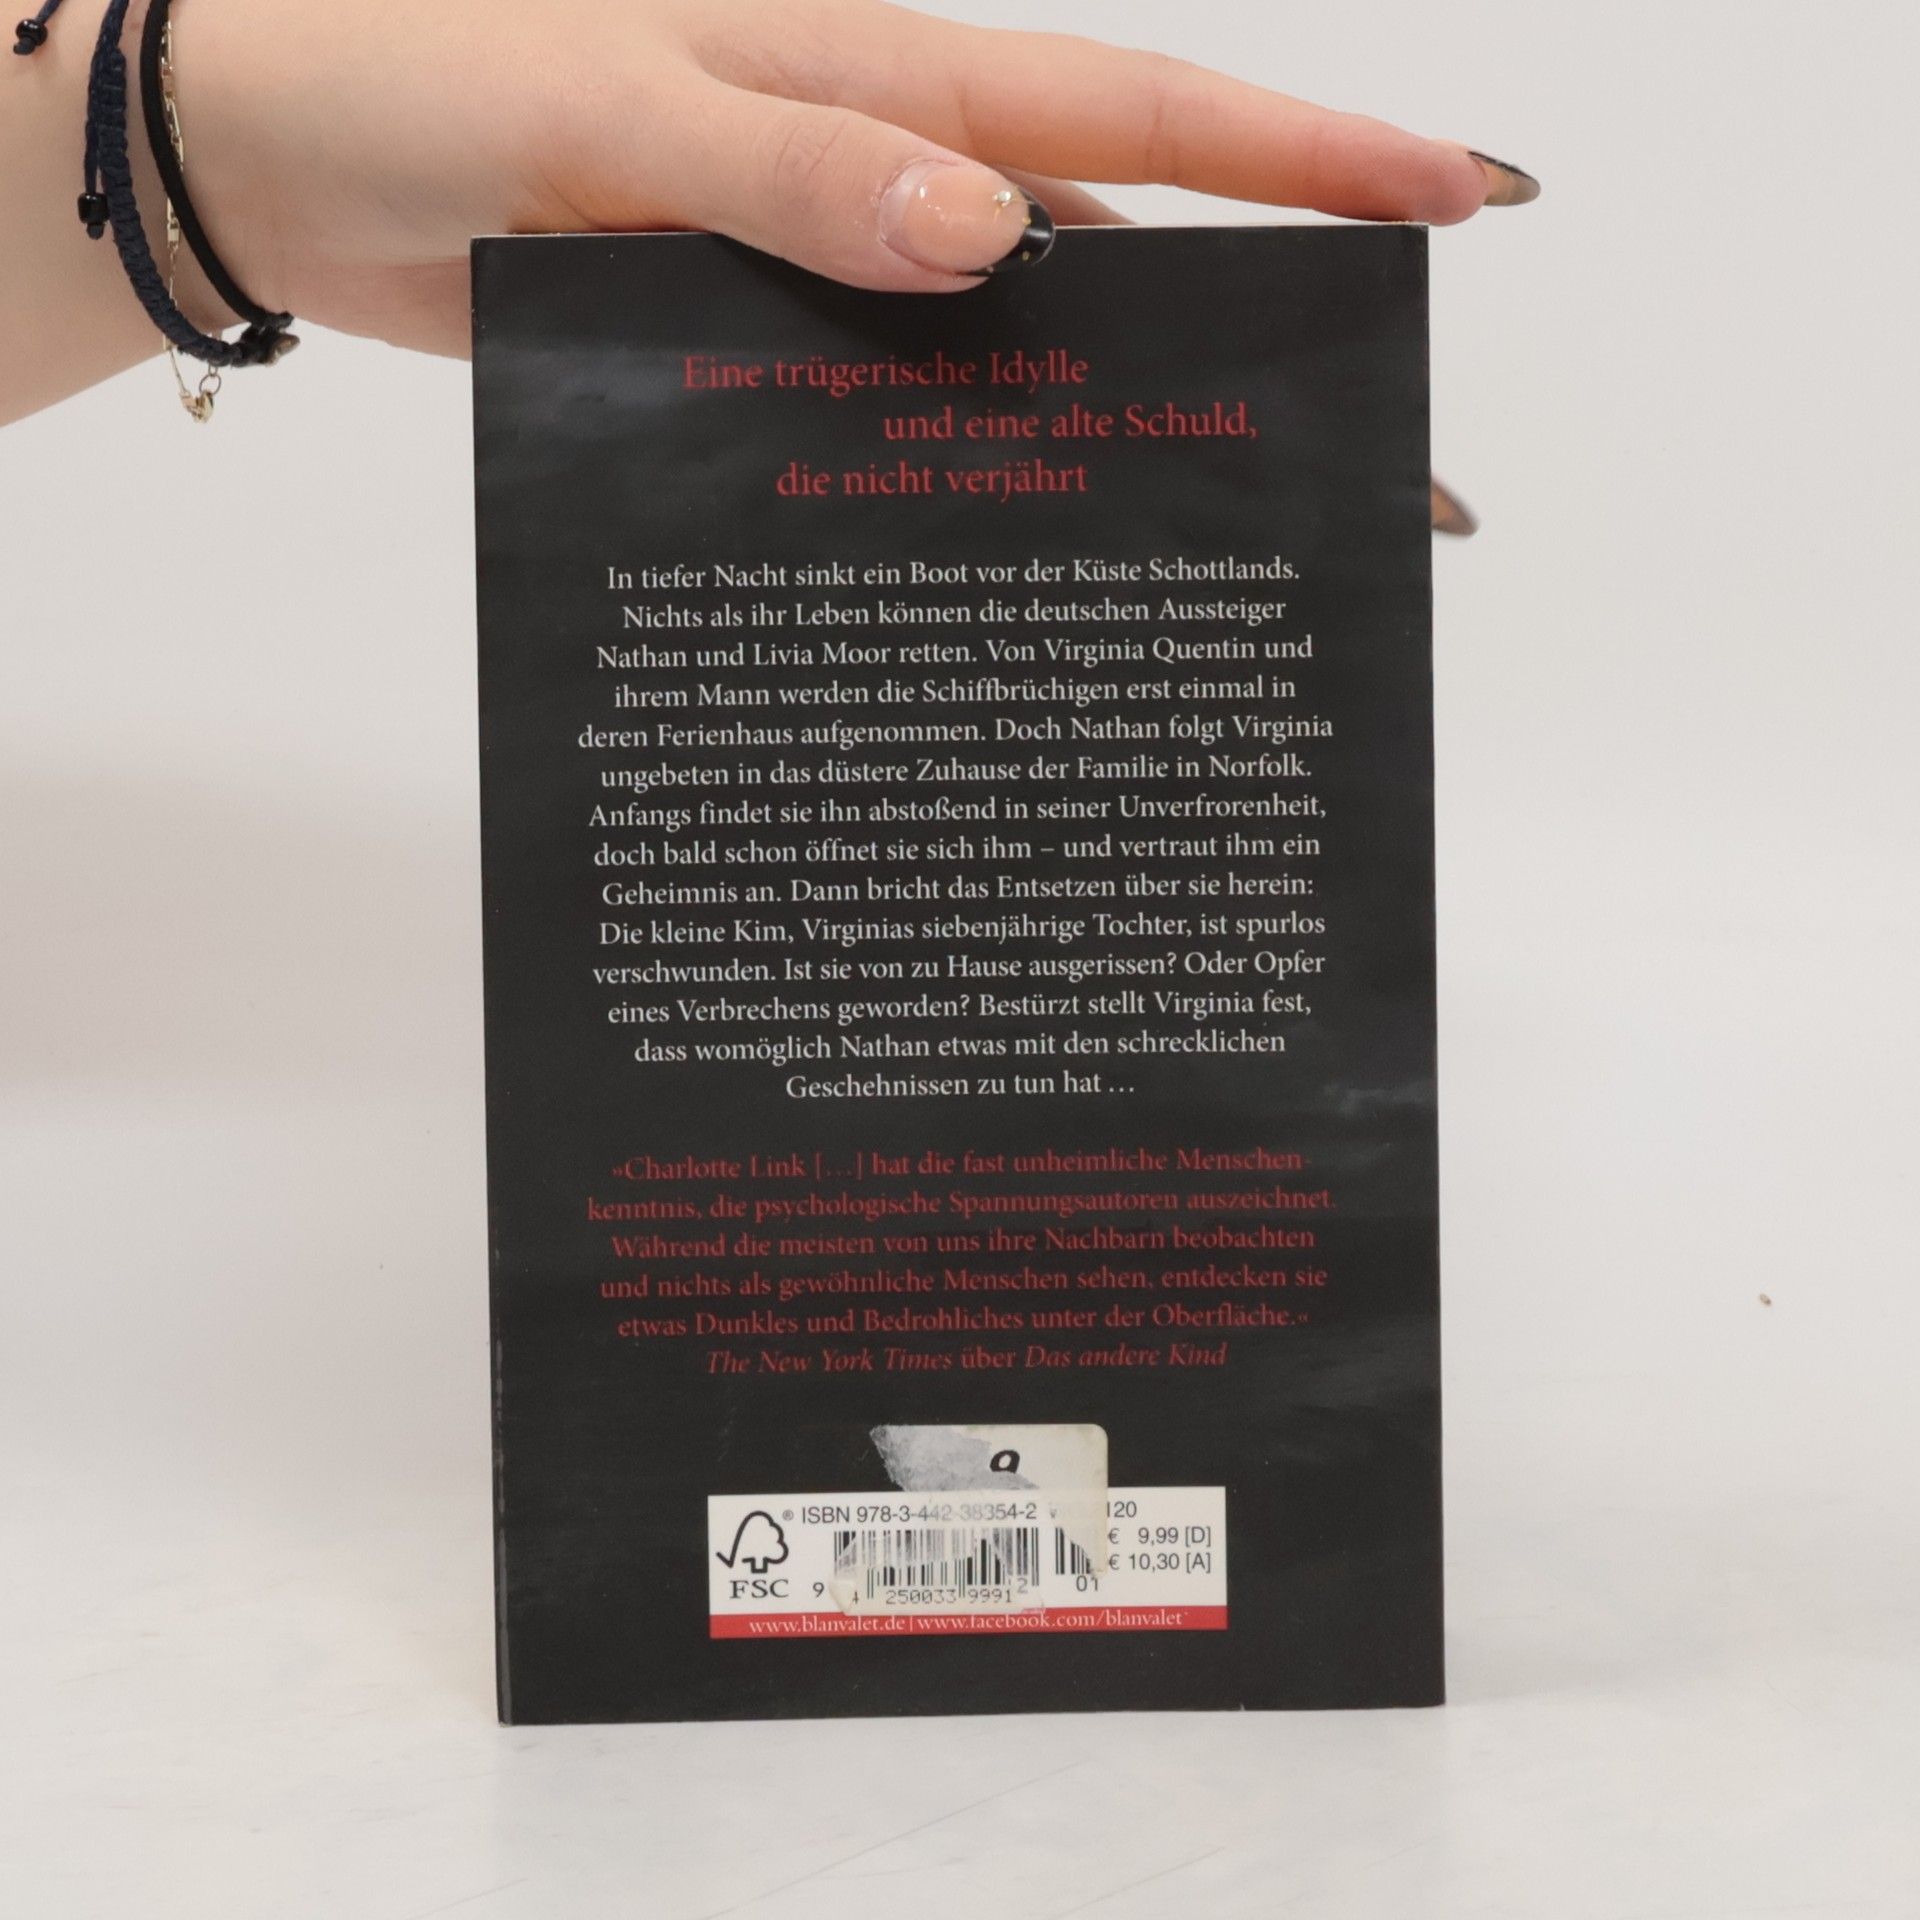 Eine trügerische Idylle
und eine alte Schuld,
die nicht verjährt
In tiefer Nacht sinkt ein Boot vor der Küste Schottlands.
Nichts als ihr Leben können die deutschen Aussteiger
Nathan und Livia Moor retten. Von Virginia Quentin und
ihrem Mann werden die Schiffbrüchigen erst einmal in
deren Ferienhaus aufgenommen. Doch Nathan folgt Virginia
ungebeten in das düstere Zuhause der Familie in Norfolk.
Anfangs findet sie ihn abstoßend in seiner Unverfrorenheit,
doch bald schon öffnet sie sich ihm – und vertraut ihm ein
Geheimnis an. Dann bricht das Entsetzen über sie herein:
Die kleine Kim, Virginias siebenjährige Tochter, ist spurlos
verschwunden. Ist sie von zu Hause ausgerissen? Oder Opfer
eines Verbrechens geworden? Bestürzt stellt Virginia fest,
dass womöglich Nathan etwas mit den schrecklichen
Geschehnissen zu tun hat …
»Charlotte Link […] hat die fast unheimliche Menschen-
kenntnis, die psychologische Spannungsautoren auszeichnet.
Während die meisten von uns ihre Nachbarn beobachten
und nichts als gewöhnliche Menschen sehen, entdecken sie
etwas Dunkles und Bedrohliches unter der Oberfläche.«
The New York Times über Das andere Kind
9
® ISBN 978-3-442-38354-2 120
€ 9,99 [D]
€ 10,30 [A]
FSC 9 4 250033 9991 2 01
www.blanvalet.de | www.facebook.com/blanvalet